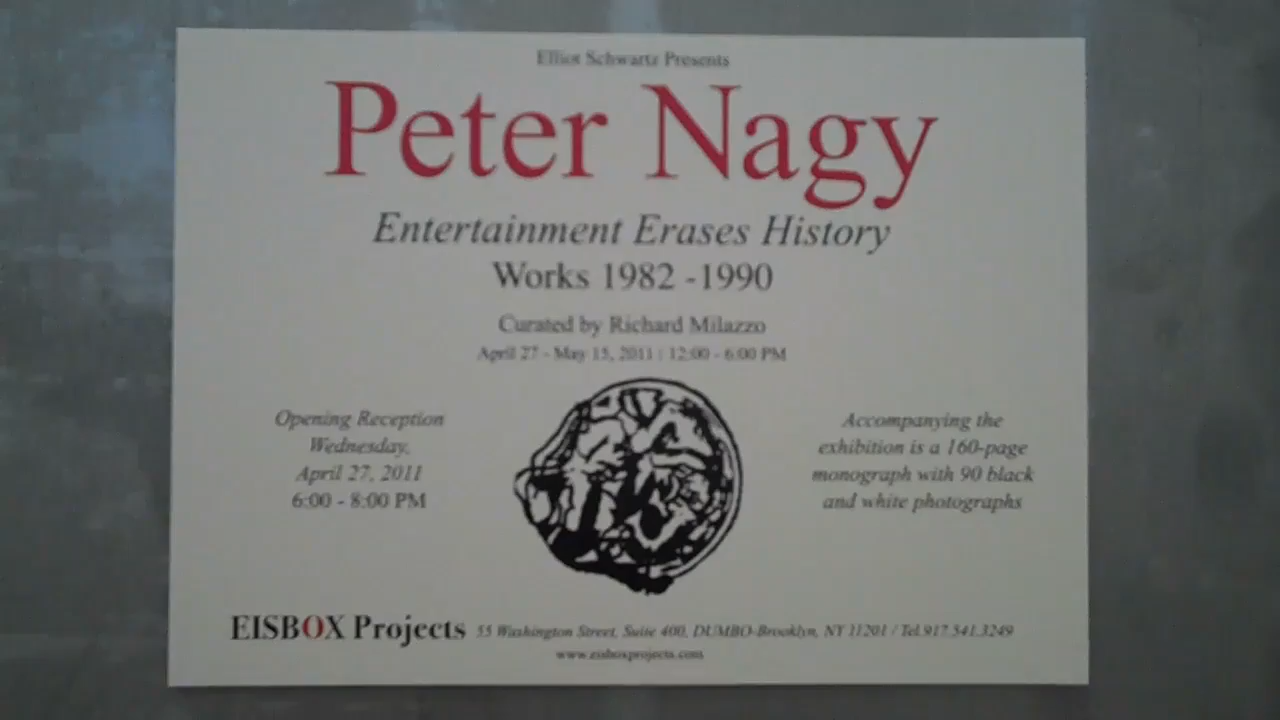 Elliot Schwartz Presents
Peter Nagy
Entertainment Erases History
Works 1982 -1990
Curated by Richard Milazzo
April 27 - May 15, 2011 | 12:00 - 6:00 PM
Opening Reception
Wednesday,
April 27, 2011
6:00 - 8:00 PM
Accompanying the
exhibition is a 160-page
monograph with 90 black
and white photographs
EISBOX Projects 55 Washington Street, Suite 400, DUMBO-Brooklyn, NY 11201 / Tel.917.541.3249
www.eisboxprojects.com